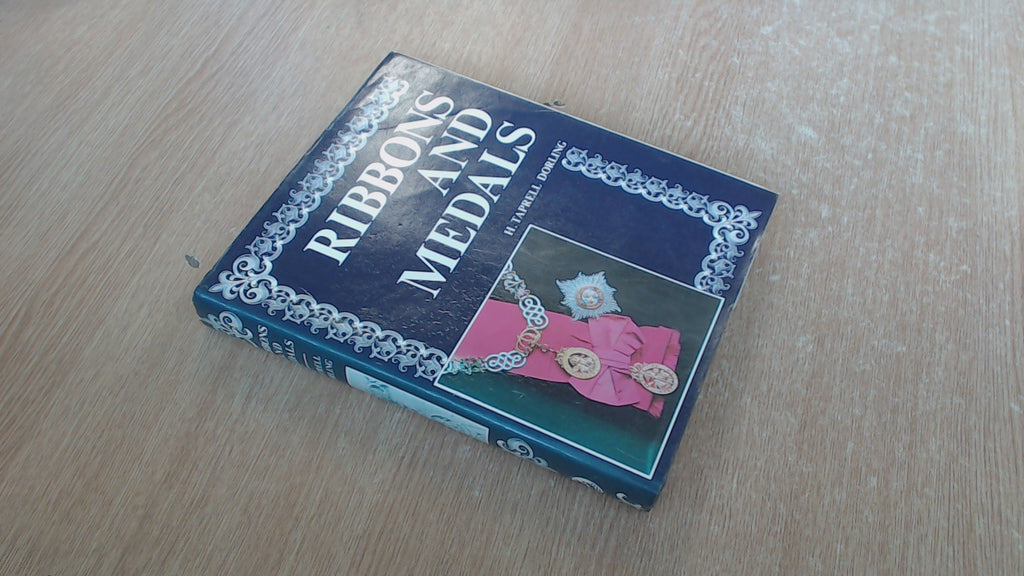 RIBBONS
AND
MEDALS
H. TAPRELL DORLING